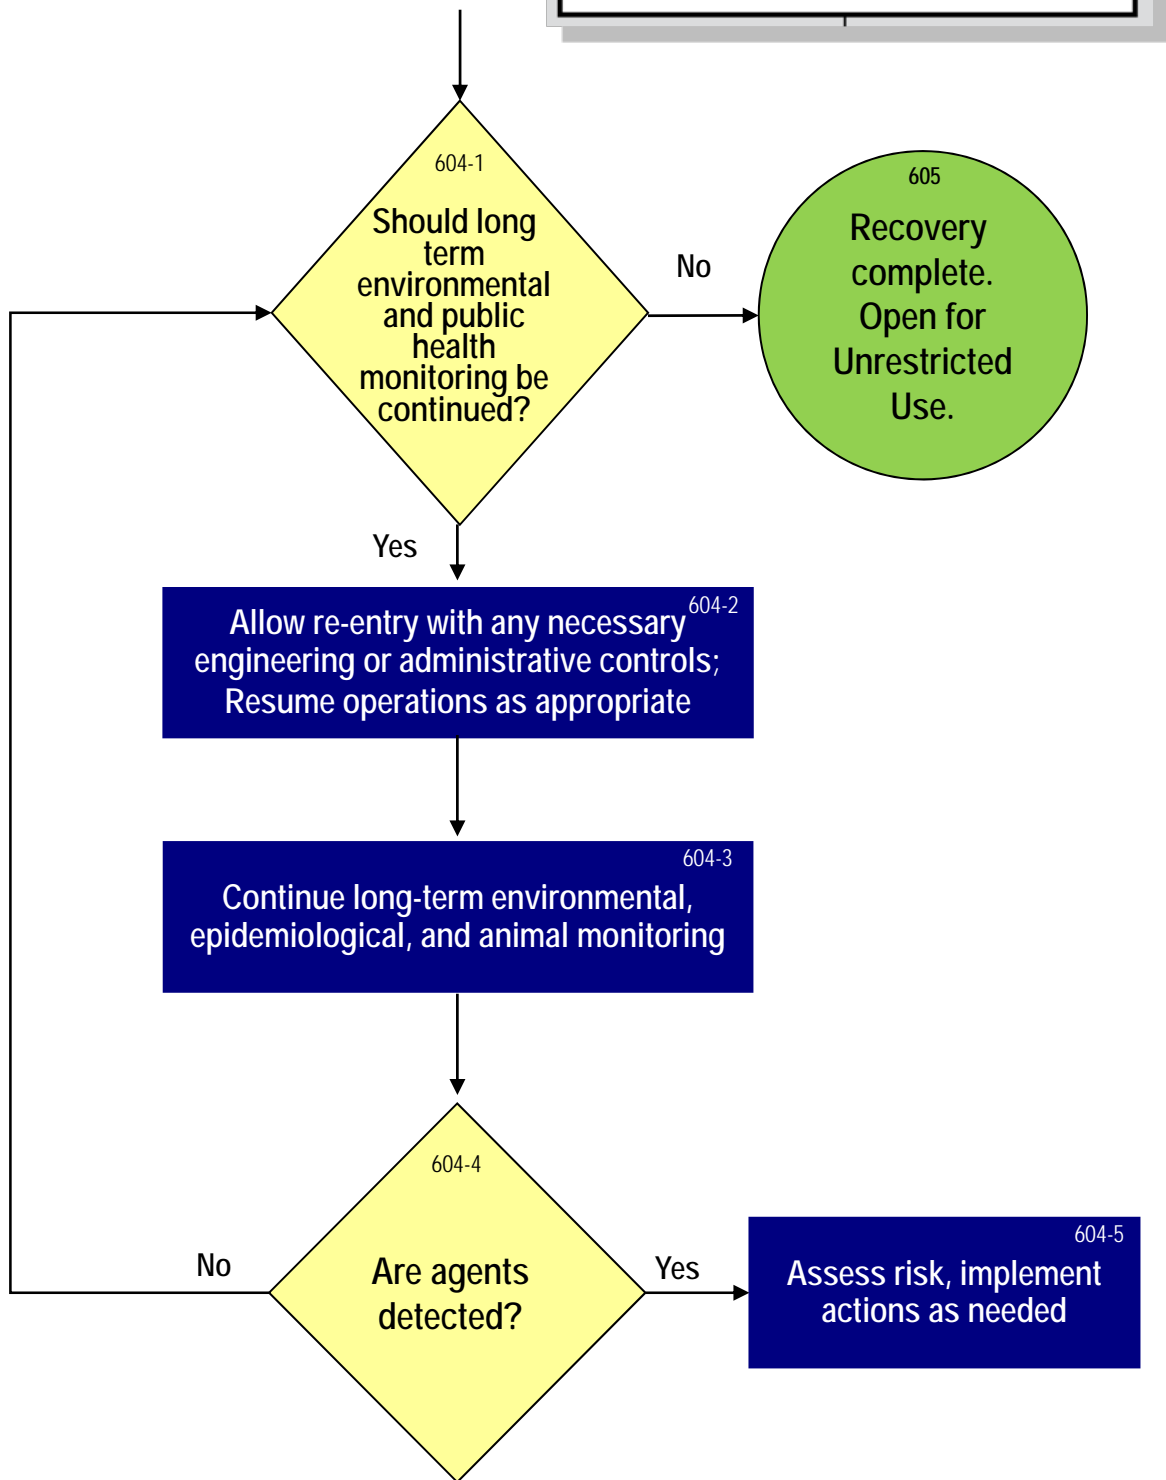 604-1
Should long
term
environmental
and public
health
monitoring be
continued?
No
605
Recovery
complete.
Open for
Unrestricted
Use.
Yes
604-2
Allow re-entry with any necessary
engineering or administrative controls;
Resume operations as appropriate
604-3
Continue long-term environmental,
epidemiological, and animal monitoring
604-4
Are agents
detected?
No
Yes
604-5
Assess risk, implement
actions as needed